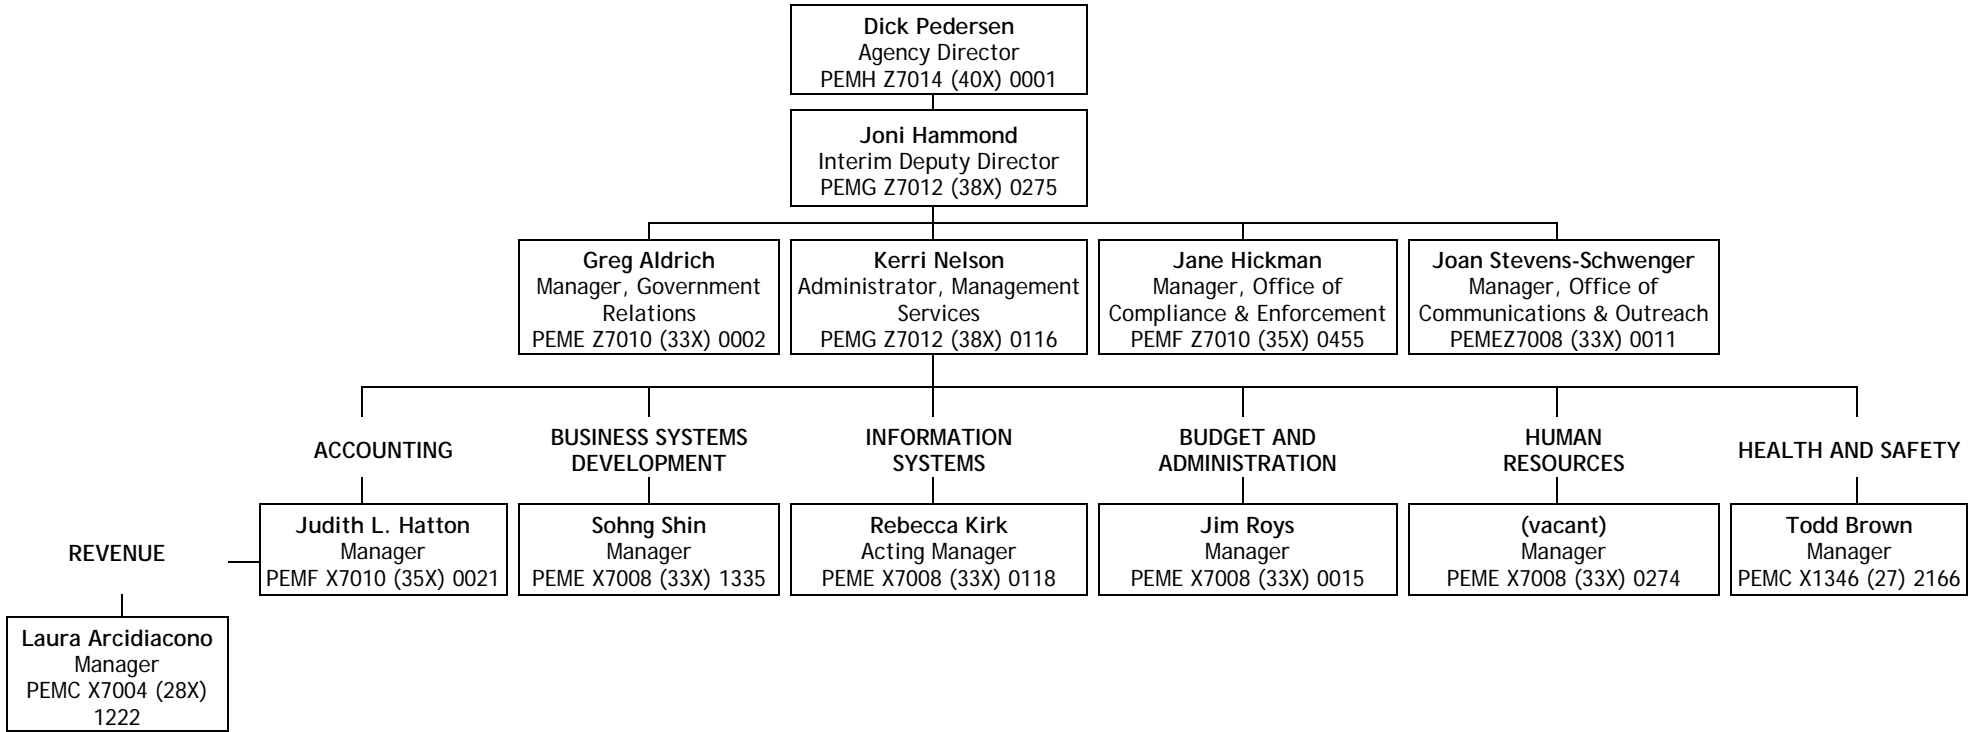 Dick Pedersen
Agency Director
PEMH Z7014 (40X) 0001
Joni Hammond
Interim Deputy Director
PEMG Z7012 (38X) 0275
Greg Aldrich
Manager, Government
Relations
PEME Z7010 (33X) 0002
Kerri Nelson
Administrator, Management
Services
PEMG Z7012 (38X) 0116
Jane Hickman
Manager, Office of
Compliance & Enforcement
PEMF Z7010 (35X) 0455
Joan Stevens-Schwenger
Manager, Office of
Communications & Outreach
PEMEZ7008 (33X) 0011
ACCOUNTING
BUSINESS SYSTEMS
DEVELOPMENT
INFORMATION
SYSTEMS
BUDGET AND
ADMINISTRATION
HUMAN
RESOURCES
HEALTH AND SAFETY
REVENUE
Judith L. Hatton
Manager
PEMF X7010 (35X) 0021
Sohng Shin
Manager
PEME X7008 (33X) 1335
Rebecca Kirk
Acting Manager
PEME X7008 (33X) 0118
Jim Roys
Manager
PEME X7008 (33X) 0015
(vacant)
Manager
PEME X7008 (33X) 0274
Todd Brown
Manager
PEMC X1346 (27) 2166
Laura Arcidiacono
Manager
PEMC X7004 (28X)
1222